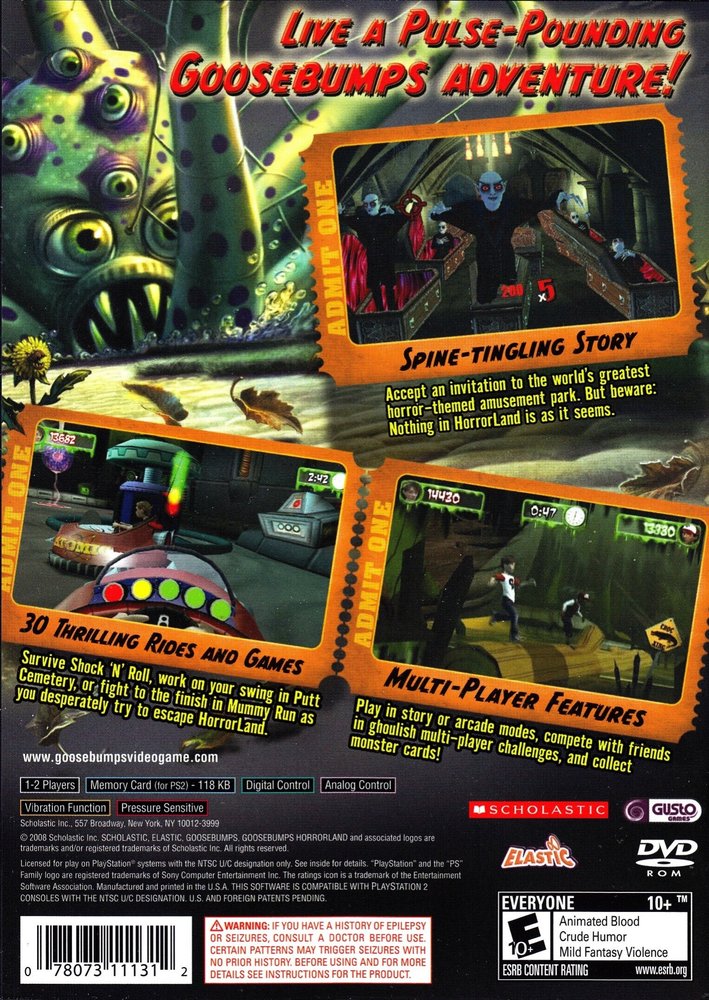 LIVE A PULSE-POUNDING
GOOSEBUMPS ADVENTURE!
ADMIT ONE
280
x5
SPINE-TINGLING STORY
Accept an invitation to the world's greatest
horror-themed amusement park. But beware:
Nothing in HorrorLand is as it seems.
ADMIT ONE
13682
2:42
ATOMIC
30 THRILLING RIDES AND GAMES
Survive Shock 'N' Roll, work on your swing in Putt
Cemetery, or fight to the finish in Mummy Run as
you desperately try to escape HorrorLand.
ADMIT ONE
14430
0:47
13930
MULTI-PLAYER FEATURES
Play in story or arcade modes, compete with friends
in ghoulish multi-player challenges, and collect
monster cards!
www.goosebumpsvideogame.com
1-2 Players
Memory Card (for PS2) - 118 KB
Digital Control
Analog Control
Vibration Function
Pressure Sensitive
SCHOLASTIC
GUSTO
GAMES
Scholastic Inc., 557 Broadway, New York, NY 10012-3999
© 2008 Scholastic Inc. SCHOLASTIC, ELASTIC, GOOSEBUMPS, GOOSEBUMPS HORRORLAND and associated logos are
trademarks and/or registered trademarks of Scholastic Inc. All rights reserved.
Licensed for play on PlayStation® systems with the NTSC U/C designation only. See inside for details. "PlayStation" and the "PS"
Family logo are registered trademarks of Sony Computer Entertainment Inc. The ratings icon is a trademark of the Entertainment
Software Association. Manufactured and printed in the U.S.A. THIS SOFTWARE IS COMPATIBLE WITH PLAYSTATION 2
CONSOLES WITH THE NTSC U/C DESIGNATION. U.S. AND FOREIGN PATENTS PENDING.
ELASTIC
DVD
ROM
0 78073 11131 2
WARNING: IF YOU HAVE A HISTORY OF EPILEPSY
OR SEIZURES, CONSULT A DOCTOR BEFORE USE.
CERTAIN PATTERNS MAY TRIGGER SEIZURES WITH
NO PRIOR HISTORY. BEFORE USING AND FOR MORE
DETAILS SEE INSTRUCTIONS FOR THE PRODUCT.
EVERYONE 10+ ™
E
10+
Animated Blood
Crude Humor
Mild Fantasy Violence
ESRB CONTENT RATING www.esrb.org